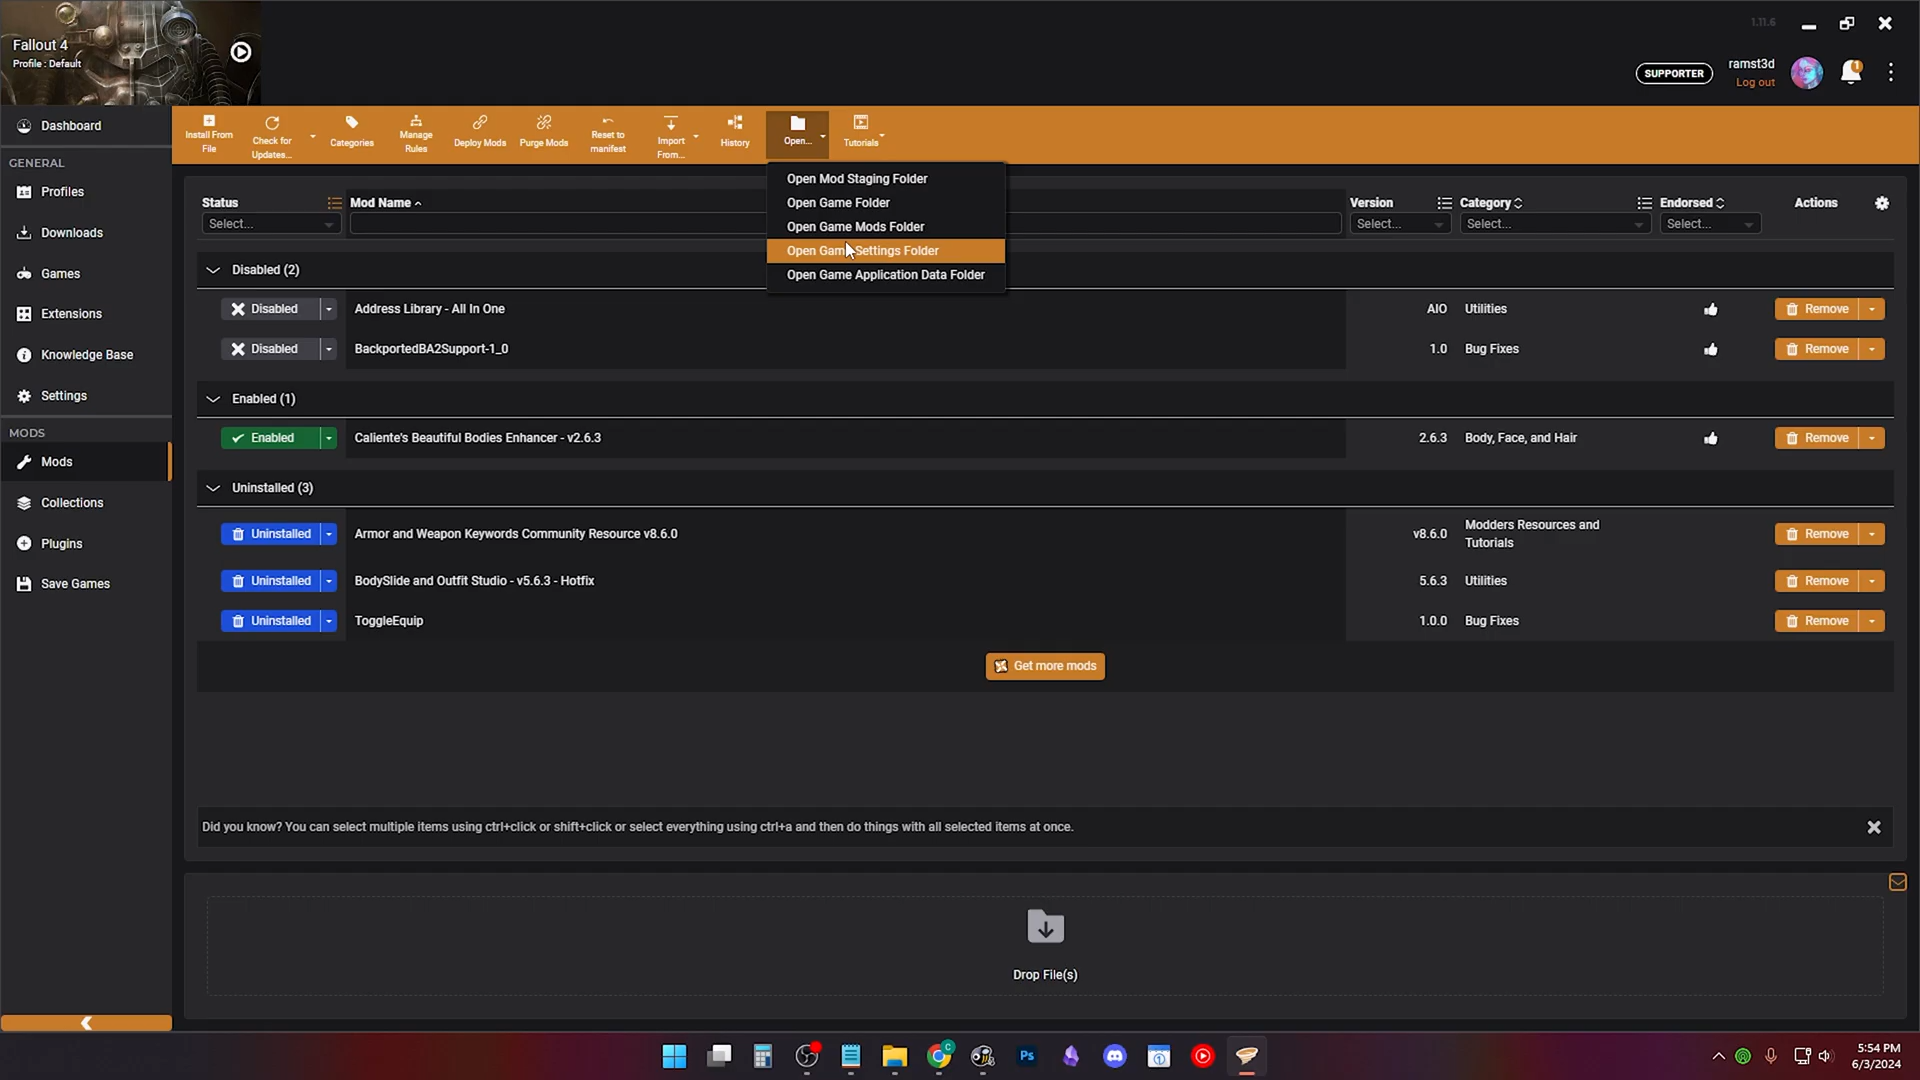 Fallout 4
Profile : Default
1.11.6
SUPPORTER
ramst3d
Log out
1
Dashboard
GENERAL
Profiles
Downloads
Games
Extensions
Knowledge Base
Settings
MODS
Mods
Collections
Plugins
Save Games
Install From
File
Check for
Updates...
Categories
Manage
Rules
Deploy Mods
Purge Mods
Reset to
manifest
Import
From...
History
Open...
Tutorials
Open Mod Staging Folder
Open Game Folder
Open Game Mods Folder
Open Game Settings Folder
Open Game Application Data Folder
Status
Mod Name
Version
Category
Endorsed
Actions
Select...
Select...
Select...
Select...
Disabled (2)
Disabled
Address Library - All In One
AIO
Utilities
Remove
Disabled
BackportedBA2Support-1_0
1.0
Bug Fixes
Remove
Enabled (1)
Enabled
Caliente's Beautiful Bodies Enhancer - v2.6.3
2.6.3
Body, Face, and Hair
Remove
Uninstalled (3)
Uninstalled
Armor and Weapon Keywords Community Resource v8.6.0
v8.6.0
Modders Resources and
Tutorials
Remove
Uninstalled
BodySlide and Outfit Studio - v5.6.3 - Hotfix
5.6.3
Utilities
Remove
Uninstalled
ToggleEquip
1.0.0
Bug Fixes
Remove
Get more mods
Did you know? You can select multiple items using ctrl+click or shift+click or select everything using ctrl+a and then do things with all selected items at once.
Drop File(s)
C
Ps
5:54 PM
6/3/2024